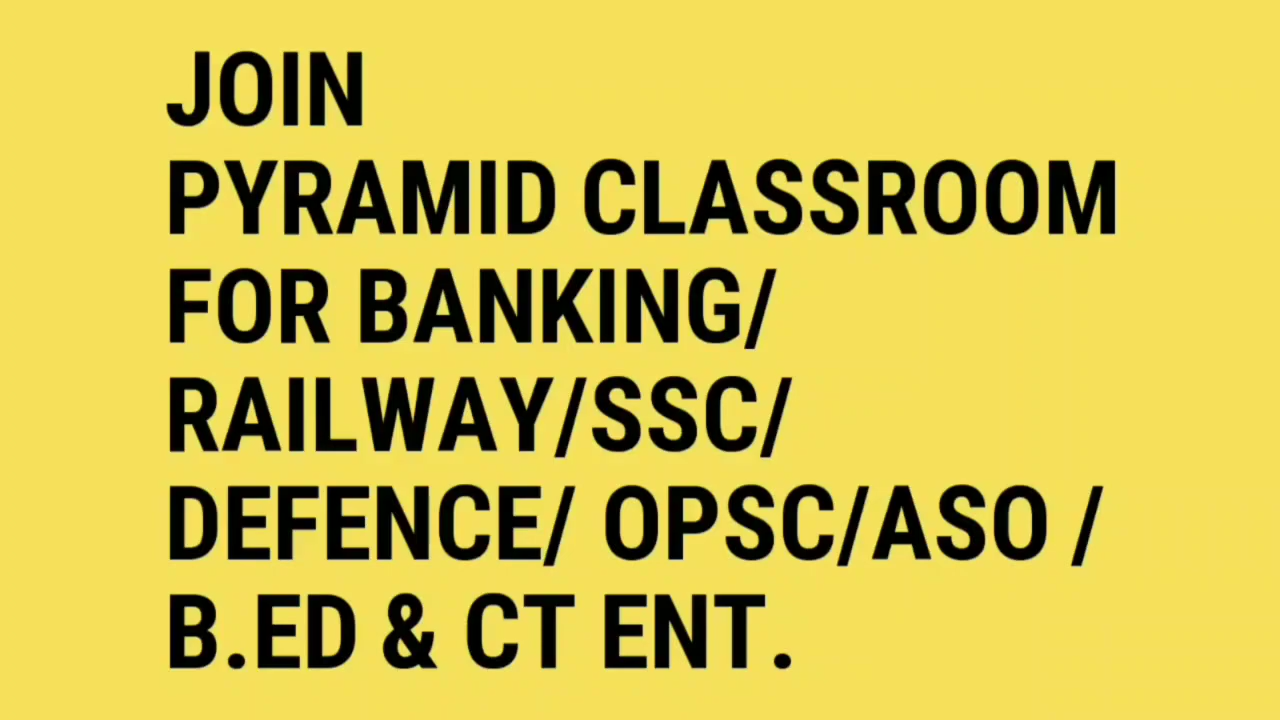 JOIN
PYRAMID CLASSROOM
FOR BANKING/
RAILWAY/SSC/
DEFENCE/ OPSC/ASO /
B.ED & CT ENT.